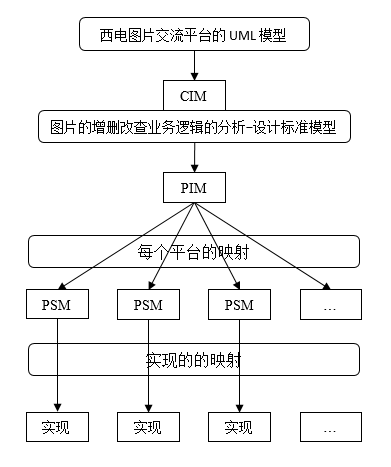 西电图片交流平台的 UML 模型
CIM
图片的增删改查业务逻辑的分析-设计标准模型
PIM
每个平台的映射
PSM PSM PSM ...
实现的的映射
实现 实现 实现 ...